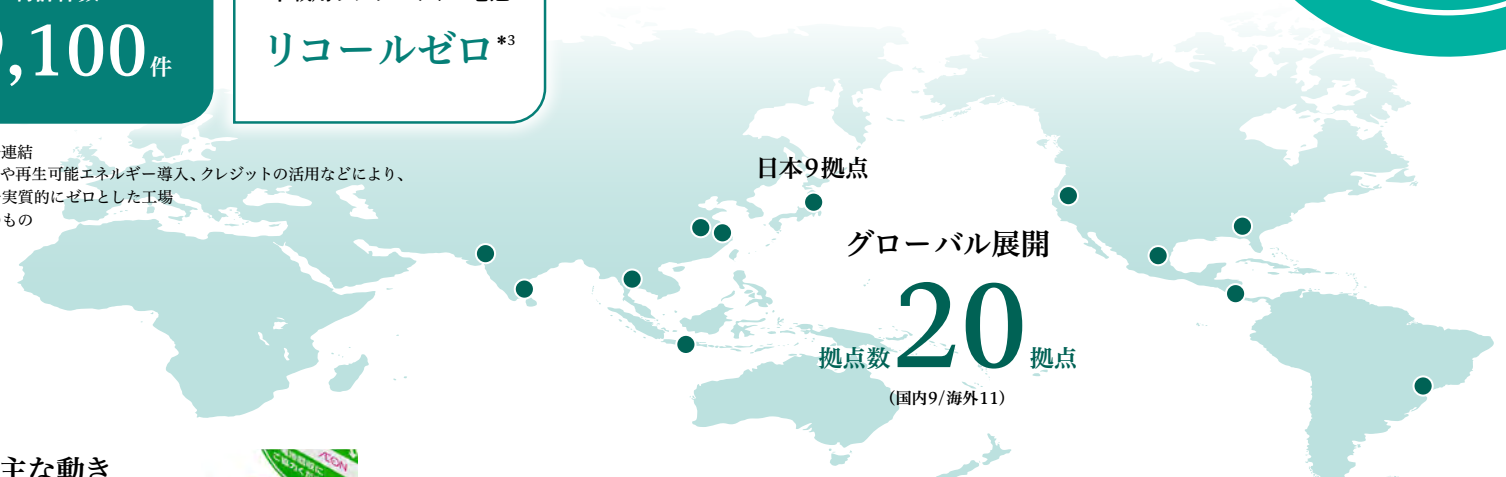 9,100件
リコールゼロ*3
連結
や再生可能エネルギー導入、クレジットの活用などにより、
実質的にゼロとした工場
もの
日本9拠点
グローバル展開
拠点数20拠点
（国内9/海外11）
主な動き
AEON